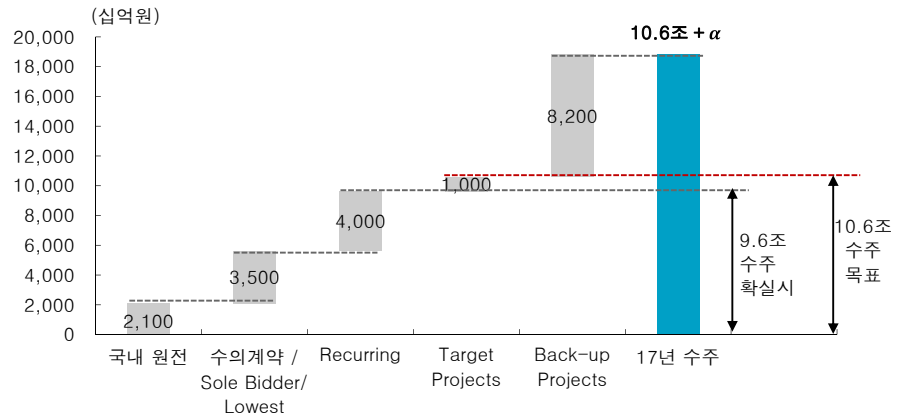 (십억원)
20,000
18,000
16,000
14,000
12,000
10,000
8,000
6,000
4,000
2,000
0
10.6조 + α
8,200
1,000
4,000
3,500
2,100
9.6조
수주
확실시
10.6조
수주
목표
국내 원전
수의계약 /
Sole Bidder/
Lowest
Recurring
Target
Projects
Back-up
Projects
17년 수주